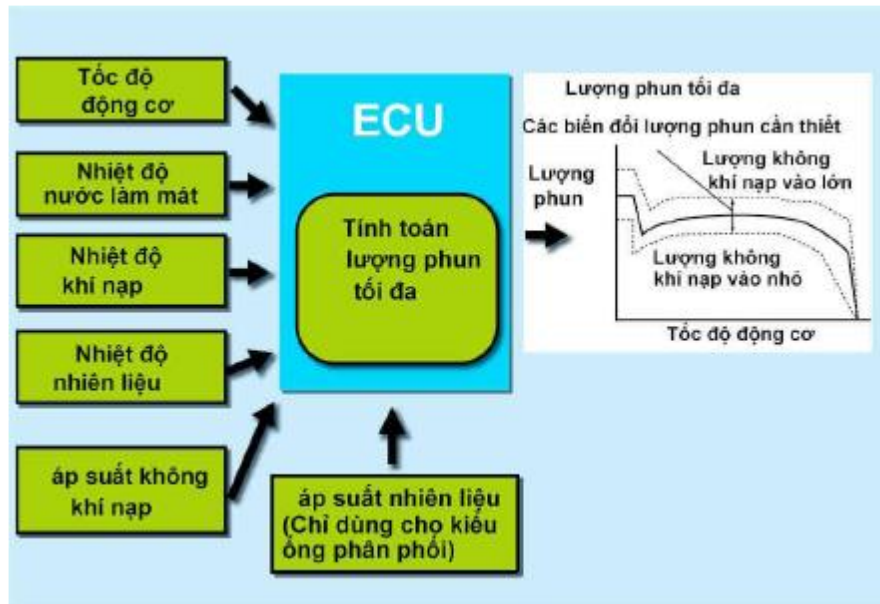 Tốc độ
động cơ
Nhiệt độ
nước làm mát
Nhiệt độ
khí nạp
Nhiệt độ
nhiên liệu
áp suất không
khí nạp
ECU
Tính toán
lượng phun
tối đa
áp suất nhiên liệu
(Chỉ dùng cho kiểu
ống phân phối)
Lượng phun tối đa
Các biến đổi lượng phun cần thiết
Lượng
phun
Lượng không
khí nạp vào lớn
Lượng không
khí nạp vào nhỏ
Tốc độ động cơ